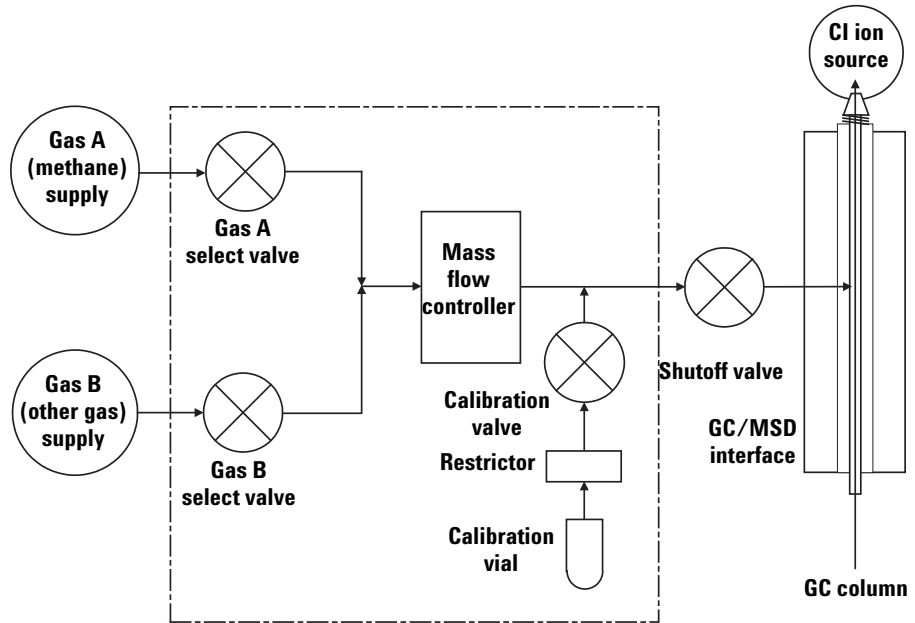 CI ion
source
Gas A
(methane)
supply
Gas A
select valve
Mass
flow
controller
Gas B
(other gas)
supply
Gas B
select valve
Calibration
valve
Restrictor
Calibration
vial
Shutoff valve
GC/MSD
interface
GC column